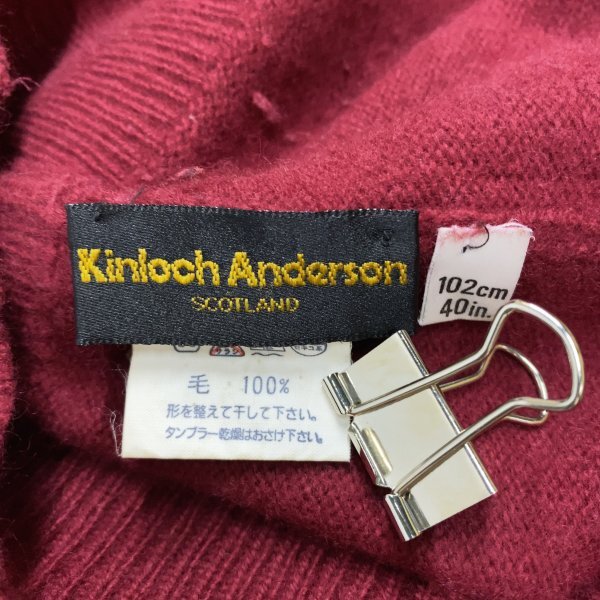 Kinloch Anderson
SCOTLAND
102cm
40in.
毛 100%
形を整えて干して下さい。
タンブラー乾燥はおさけ下さい。